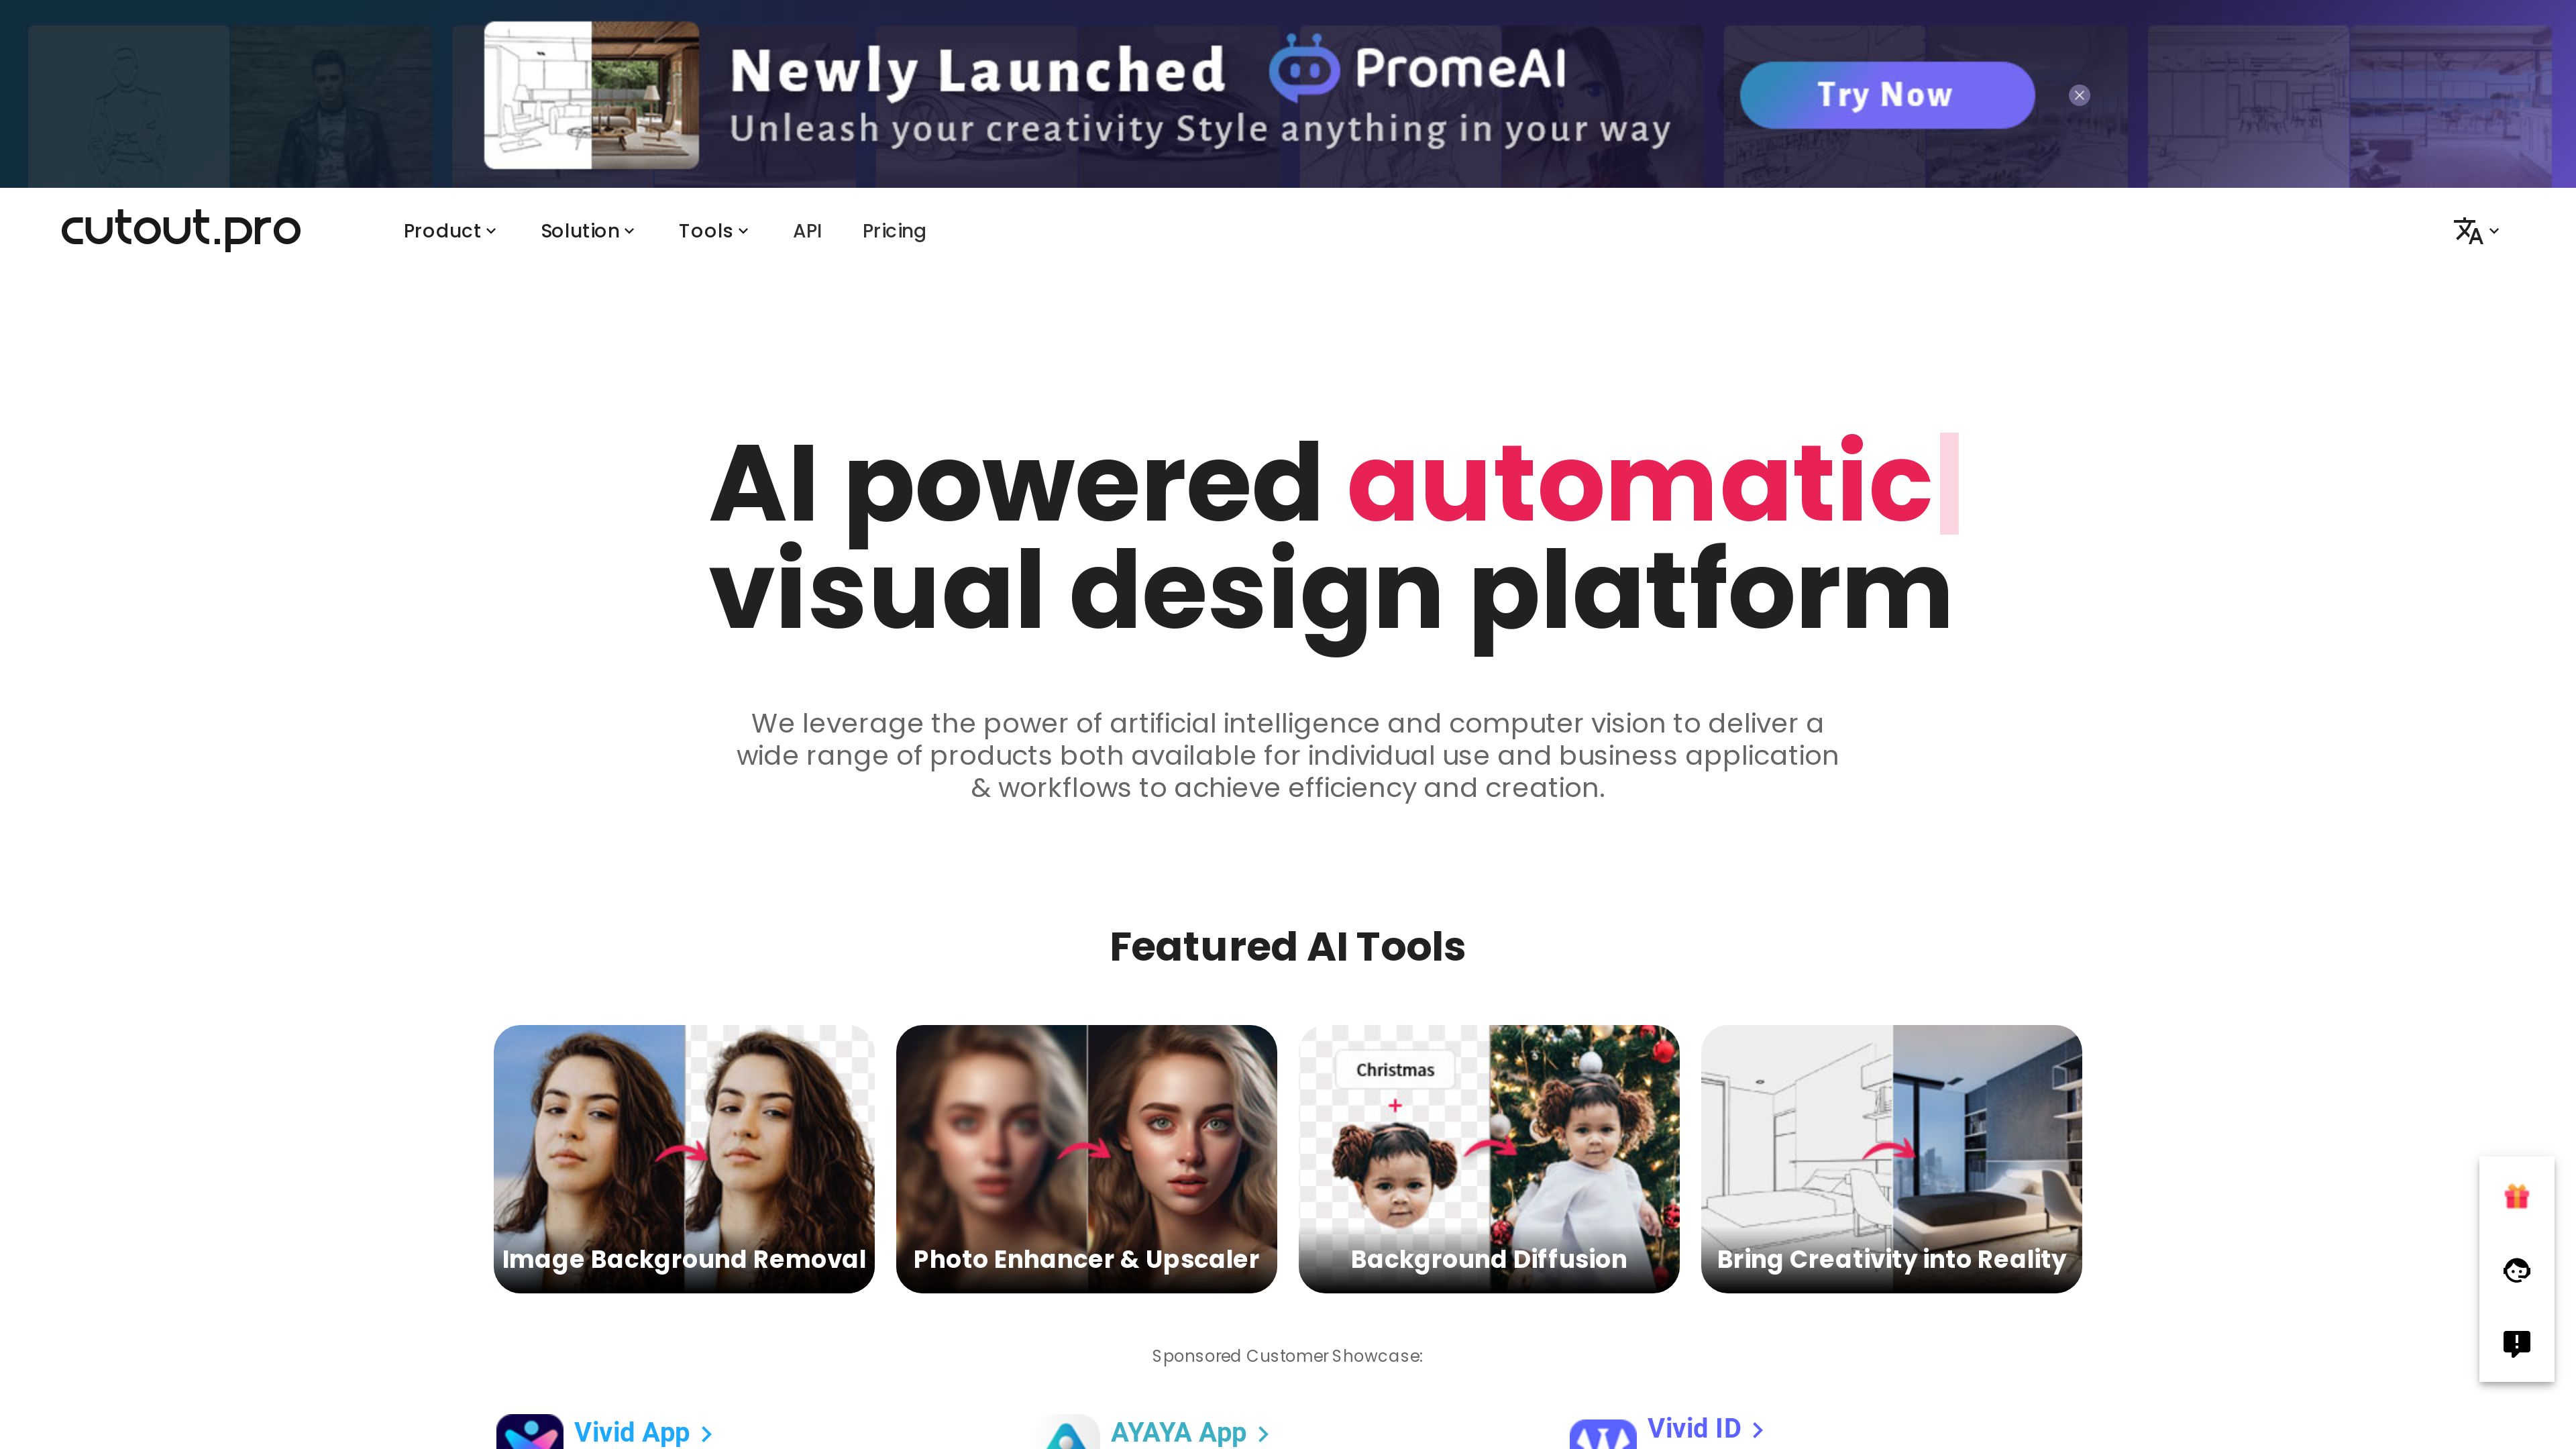 Newly Launched PromeAI
Unleash your creativity Style anything in your way
Try Now
cutout.pro
Product
Solution
Tools
API
Pricing
AI powered automatic
visual design platform
We leverage the power of artificial intelligence and computer vision to deliver a
wide range of products both available for individual use and business application
& workflows to achieve efficiency and creation.
Featured AI Tools
Image Background Removal
Photo Enhancer & Upscaler
Christmas
+
Background Diffusion
Bring Creativity into Reality
Sponsored Customer Showcase:
Vivid App
AYAYA App
Vivid ID